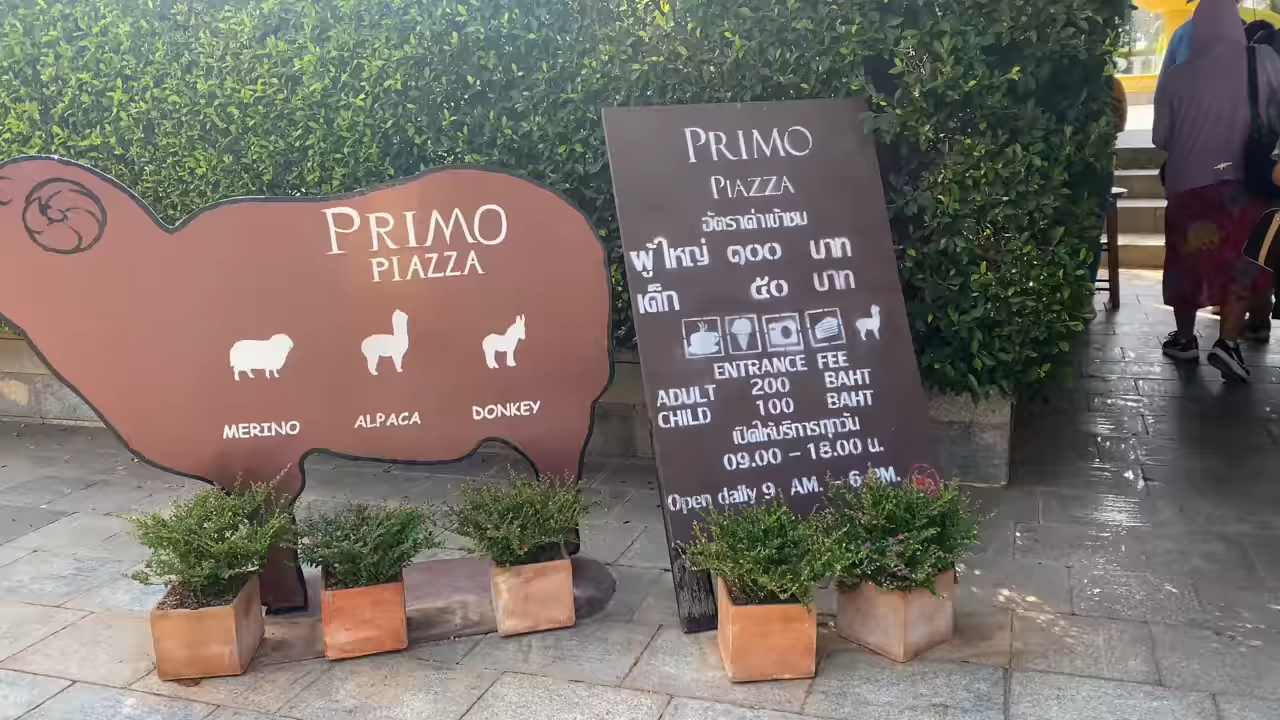 PRIMO
PIAZZA
MERINO
ALPACA
DONKEY
PRIMO
PIAZZA
อัตราค่าเข้าชม
ผู้ใหญ่ ๑๐๐ บาท
เด็ก ๕๐ บาท
ENTRANCE FEE
ADULT 200 BAHT
CHILD 100 BAHT
เปิดให้บริการทุกวัน
09.00 – 18.00 น.
Open daily 9 AM. – 6 PM.